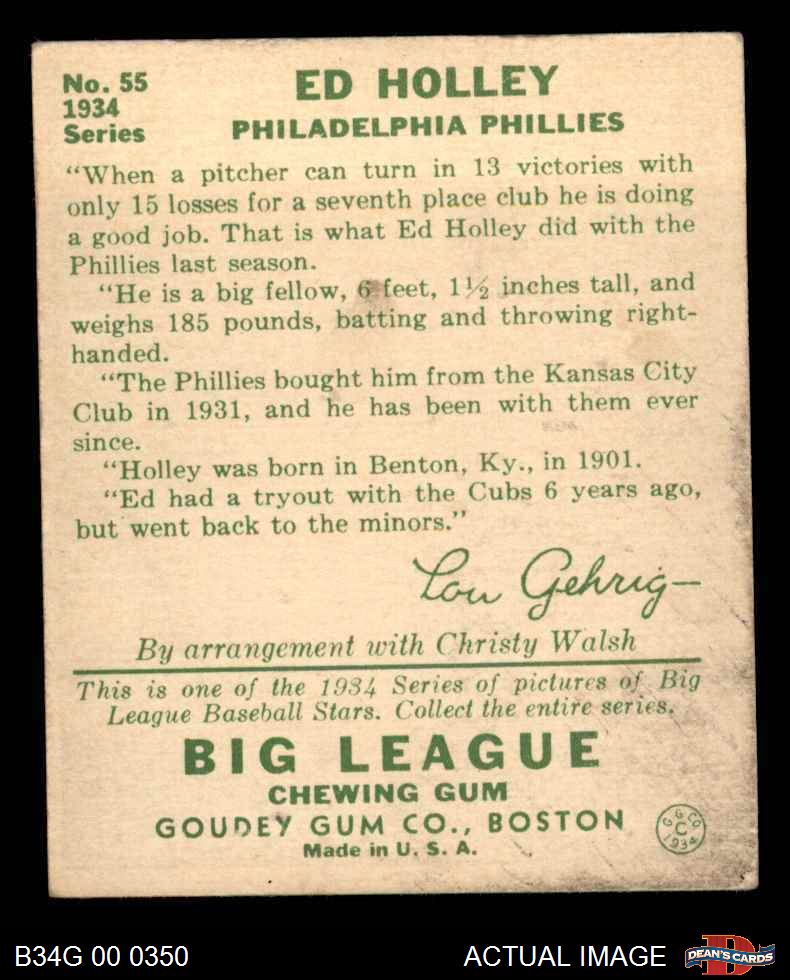 No. 55
1934
Series
ED HOLLEY
PHILADELPHIA PHILLIES
“When a pitcher can turn in 13 victories with
only 15 losses for a seventh place club he is doing
a good job. That is what Ed Holley did with the
Phillies last season.
“He is a big fellow, 6 feet, 1½ inches tall, and
weighs 185 pounds, batting and throwing right-
handed.
“The Phillies bought him from the Kansas City
Club in 1931, and he has been with them ever
since.
“Holley was born in Benton, Ky., in 1901.
“Ed had a tryout with the Cubs 6 years ago,
but went back to the minors.”
Lou Gehrig—
By arrangement with Christy Walsh
This is one of the 1934 Series of pictures of Big
League Baseball Stars. Collect the entire series.
BIG LEAGUE
CHEWING GUM
GOUDEY GUM CO., BOSTON
Made in U. S. A.
G G CO
C
1934
B34G 00 0350
ACTUAL IMAGE
D
DEAN'S CARDS